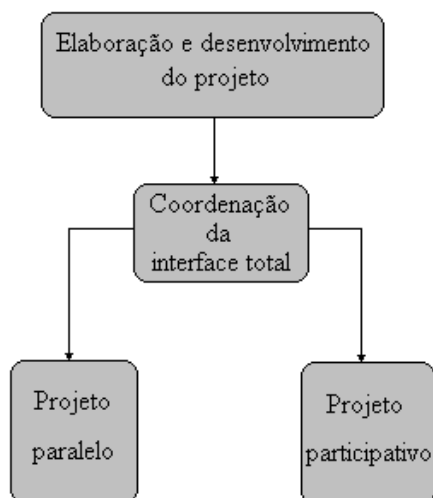 Elaboração e desenvolvimento
do projeto
Coordenação
da
interface total
Projeto
paralelo
Projeto
participativo